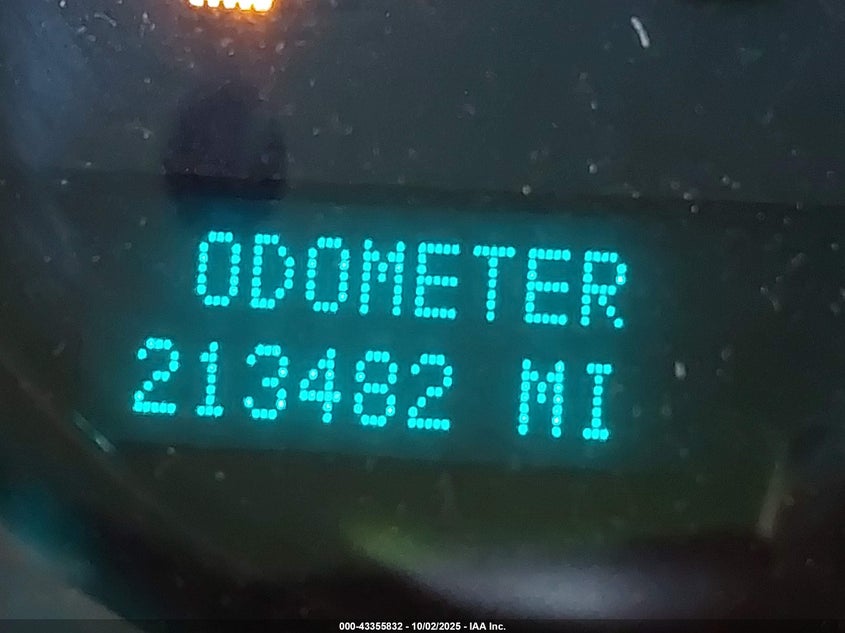 ODOMETER
213482 MI
000-43355832 - 10/02/2025 - IAA Inc.